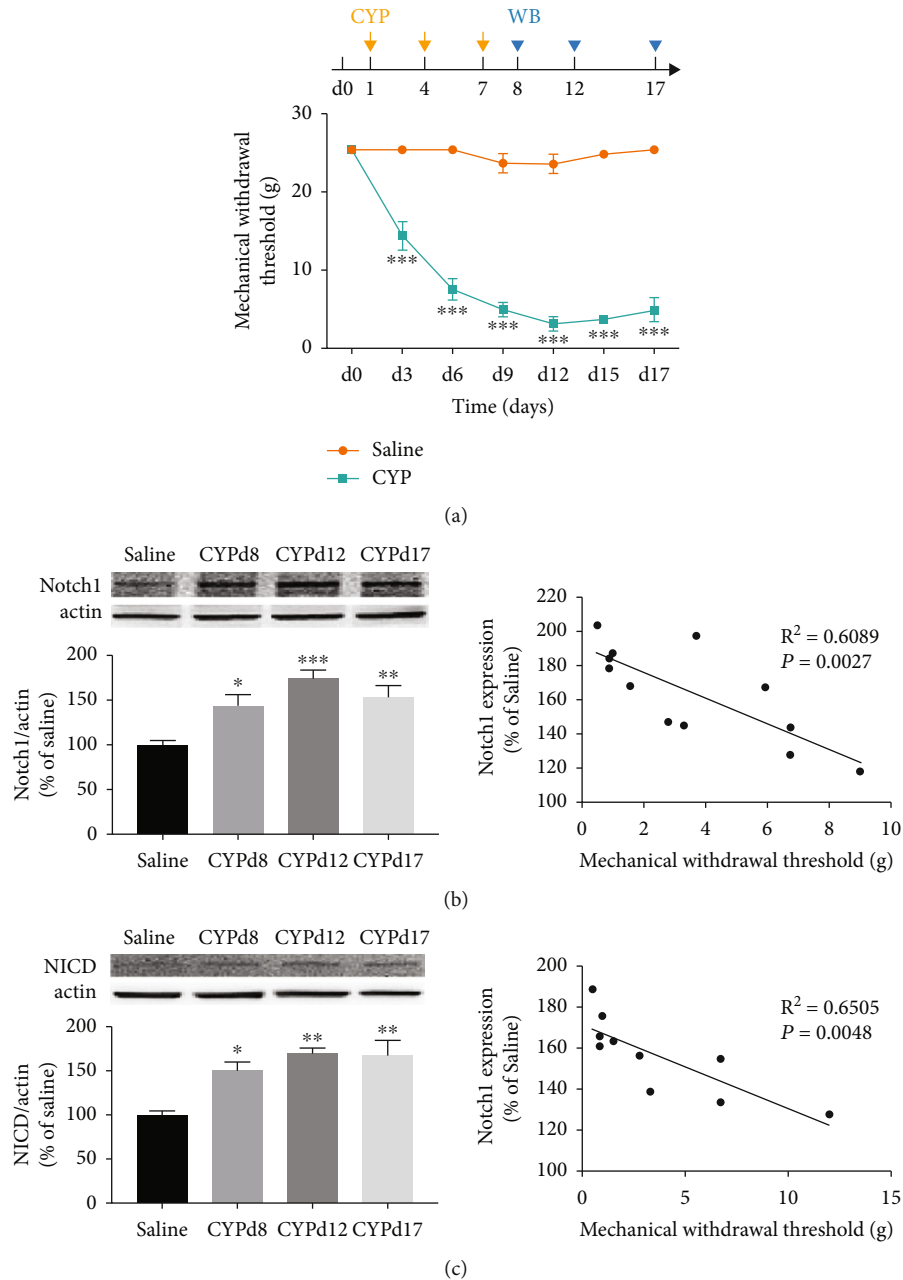 CYP WB
d0 1 4 7 8 12 17
30
20
10
0
Mechanical withdrawal
threshold (g)
***
***
***
***
***
***
d0 d3 d6 d9 d12 d15 d17
Time (days)
Saline
CYP
(a)
Saline CYPd8 CYPd12 CYPd17
Notch1
actin
200
150
100
50
0
Notch1/actin
(% of saline)
*
***
**
Saline CYPd8 CYPd12 CYPd17
220
200
180
160
140
120
100
Notch1 expression
(% of Saline)
R² = 0.6089
P = 0.0027
0 2 4 6 8 10
Mechanical withdrawal threshold (g)
(b)
Saline CYPd8 CYPd12 CYPd17
NICD
actin
200
150
100
50
0
NICD/actin
(% of saline)
*
**
**
Saline CYPd8 CYPd12 CYPd17
200
180
160
140
120
100
Notch1 expression
(% of Saline)
R² = 0.6505
P = 0.0048
0 5 10 15
Mechanical withdrawal threshold (g)
(c)